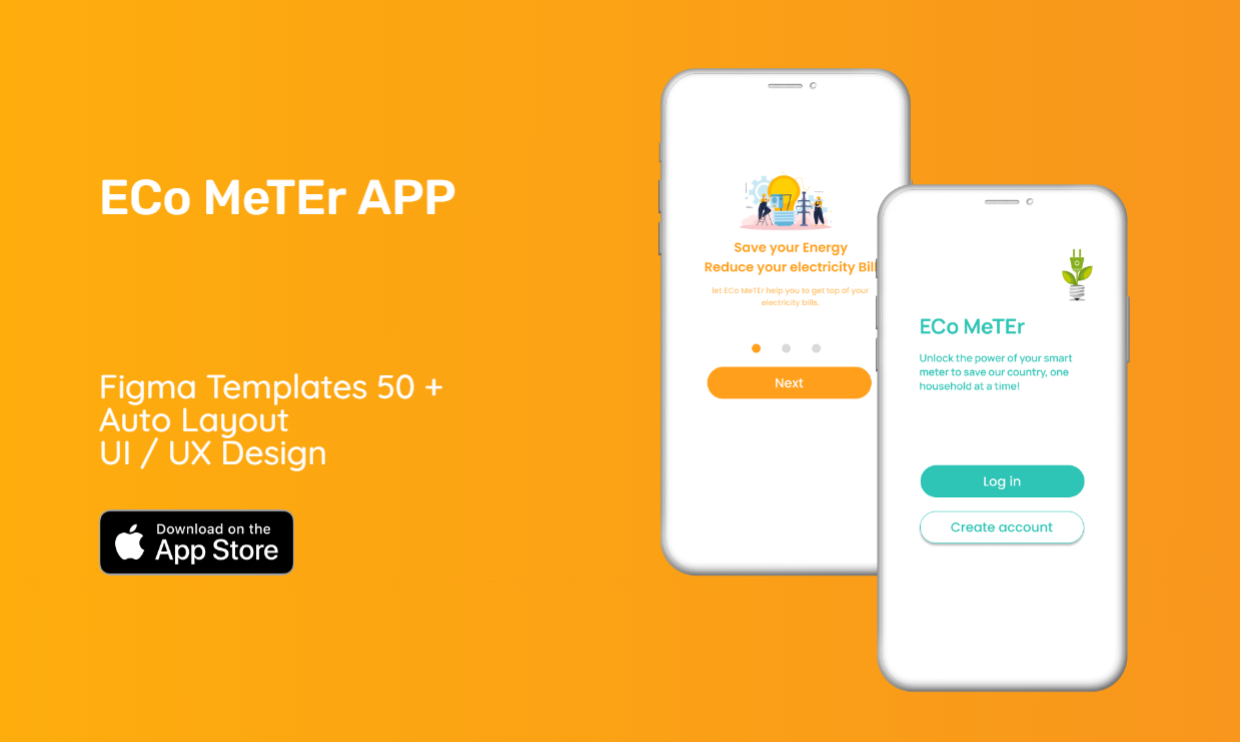 ECo MeTEr APP
Figma Templates 50 +
Auto Layout
UI / UX Design
Download on the
App Store
Save your Energy
Reduce your electricity Bill
let ECo MeTEr help you to get top of your
electricity bills.
Next
ECo MeTEr
Unlock the power of your smart
meter to save our country, one
household at a time!
Log in
Create account